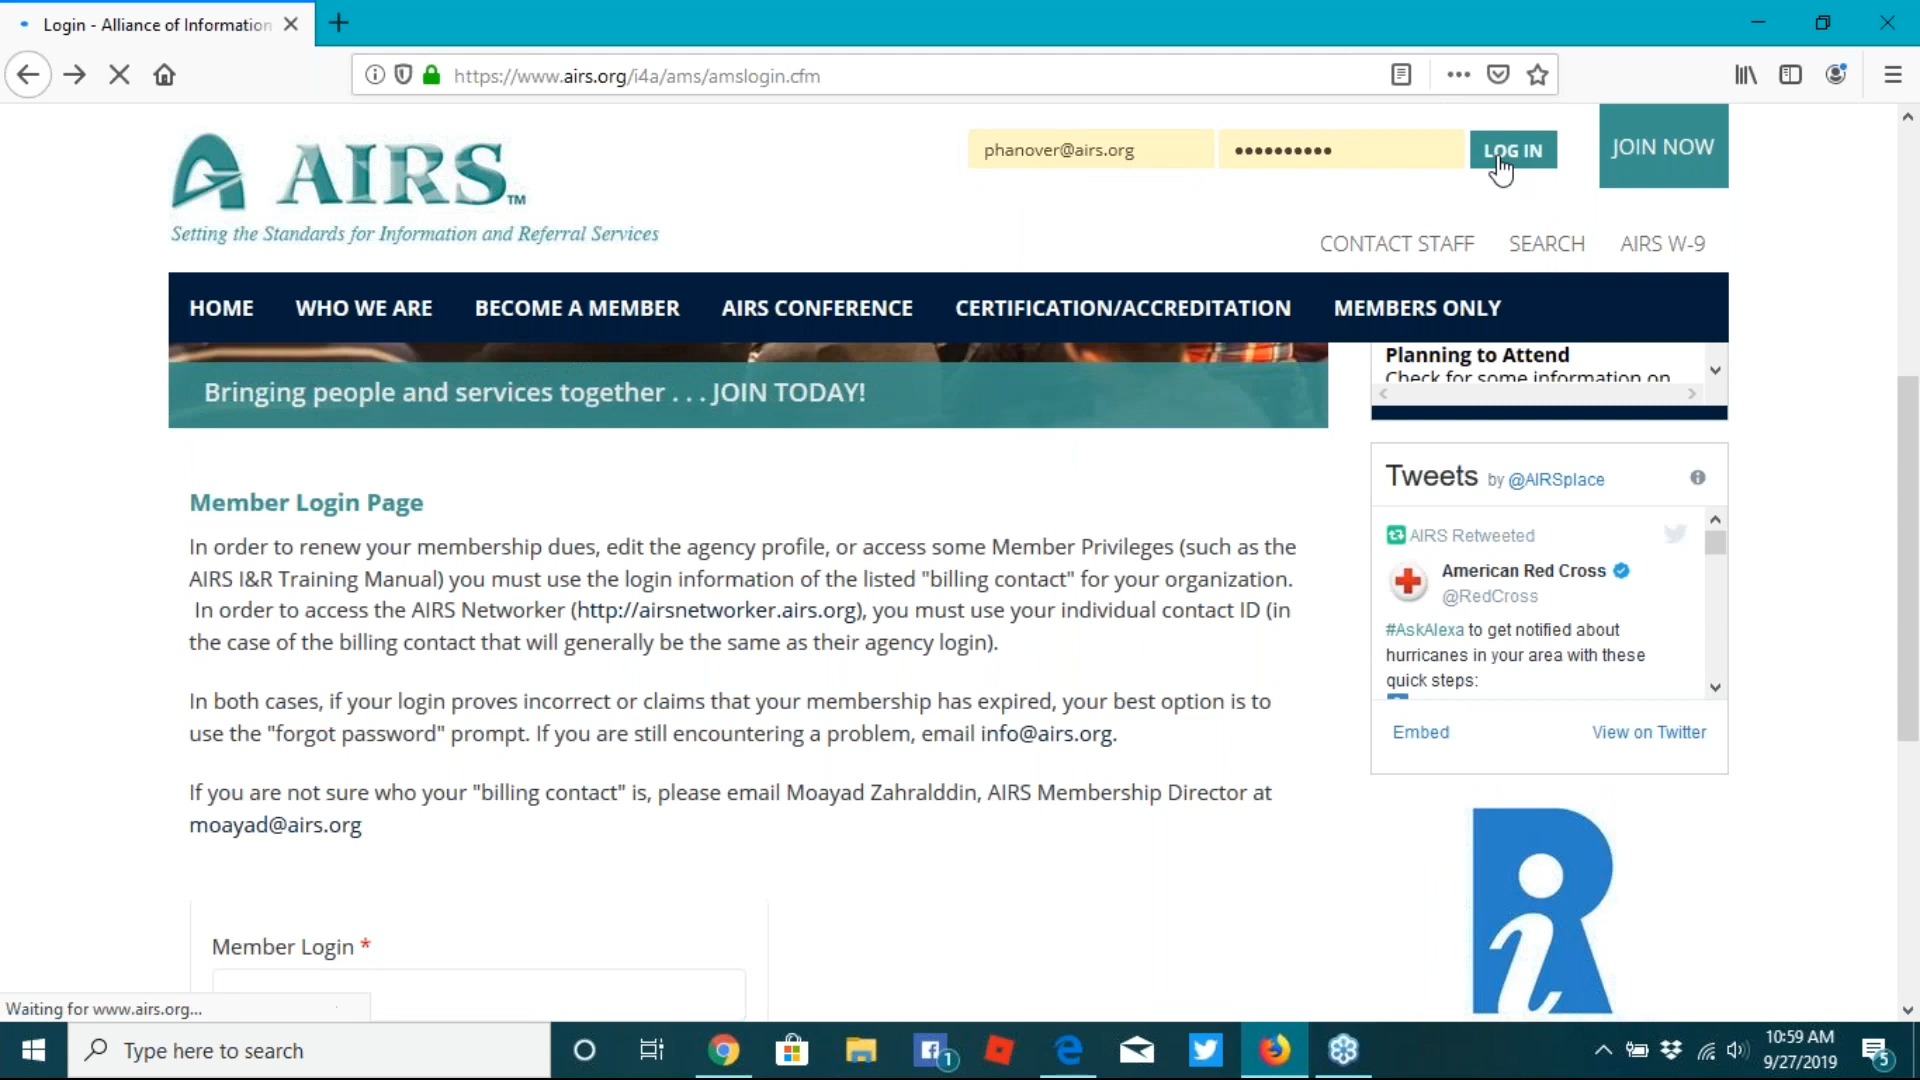 Login - Alliance of Information
https://www.airs.org/i4a/ams/amslogin.cfm
AIRS™
Setting the Standards for Information and Referral Services
phanover@airs.org
••••••••••
LOG IN
JOIN NOW
CONTACT STAFF SEARCH AIRS W-9
HOME WHO WE ARE BECOME A MEMBER AIRS CONFERENCE CERTIFICATION/ACCREDITATION MEMBERS ONLY
Bringing people and services together . . . JOIN TODAY!
Planning to Attend
Check for some information on
Member Login Page
In order to renew your membership dues, edit the agency profile, or access some Member Privileges (such as the
AIRS I&R Training Manual) you must use the login information of the listed "billing contact" for your organization.
In order to access the AIRS Networker (http://airsnetworker.airs.org), you must use your individual contact ID (in
the case of the billing contact that will generally be the same as their agency login).
In both cases, if your login proves incorrect or claims that your membership has expired, your best option is to
use the "forgot password" prompt. If you are still encountering a problem, email info@airs.org.
If you are not sure who your "billing contact" is, please email Moayad Zahralddin, AIRS Membership Director at
moayad@airs.org
Member Login *
Tweets by @AIRSplace
AIRS Retweeted
American Red Cross
@RedCross
#AskAlexa to get notified about
hurricanes in your area with these
quick steps:
Embed View on Twitter
Waiting for www.airs.org...
Type here to search
1
10:59 AM
9/27/2019
5